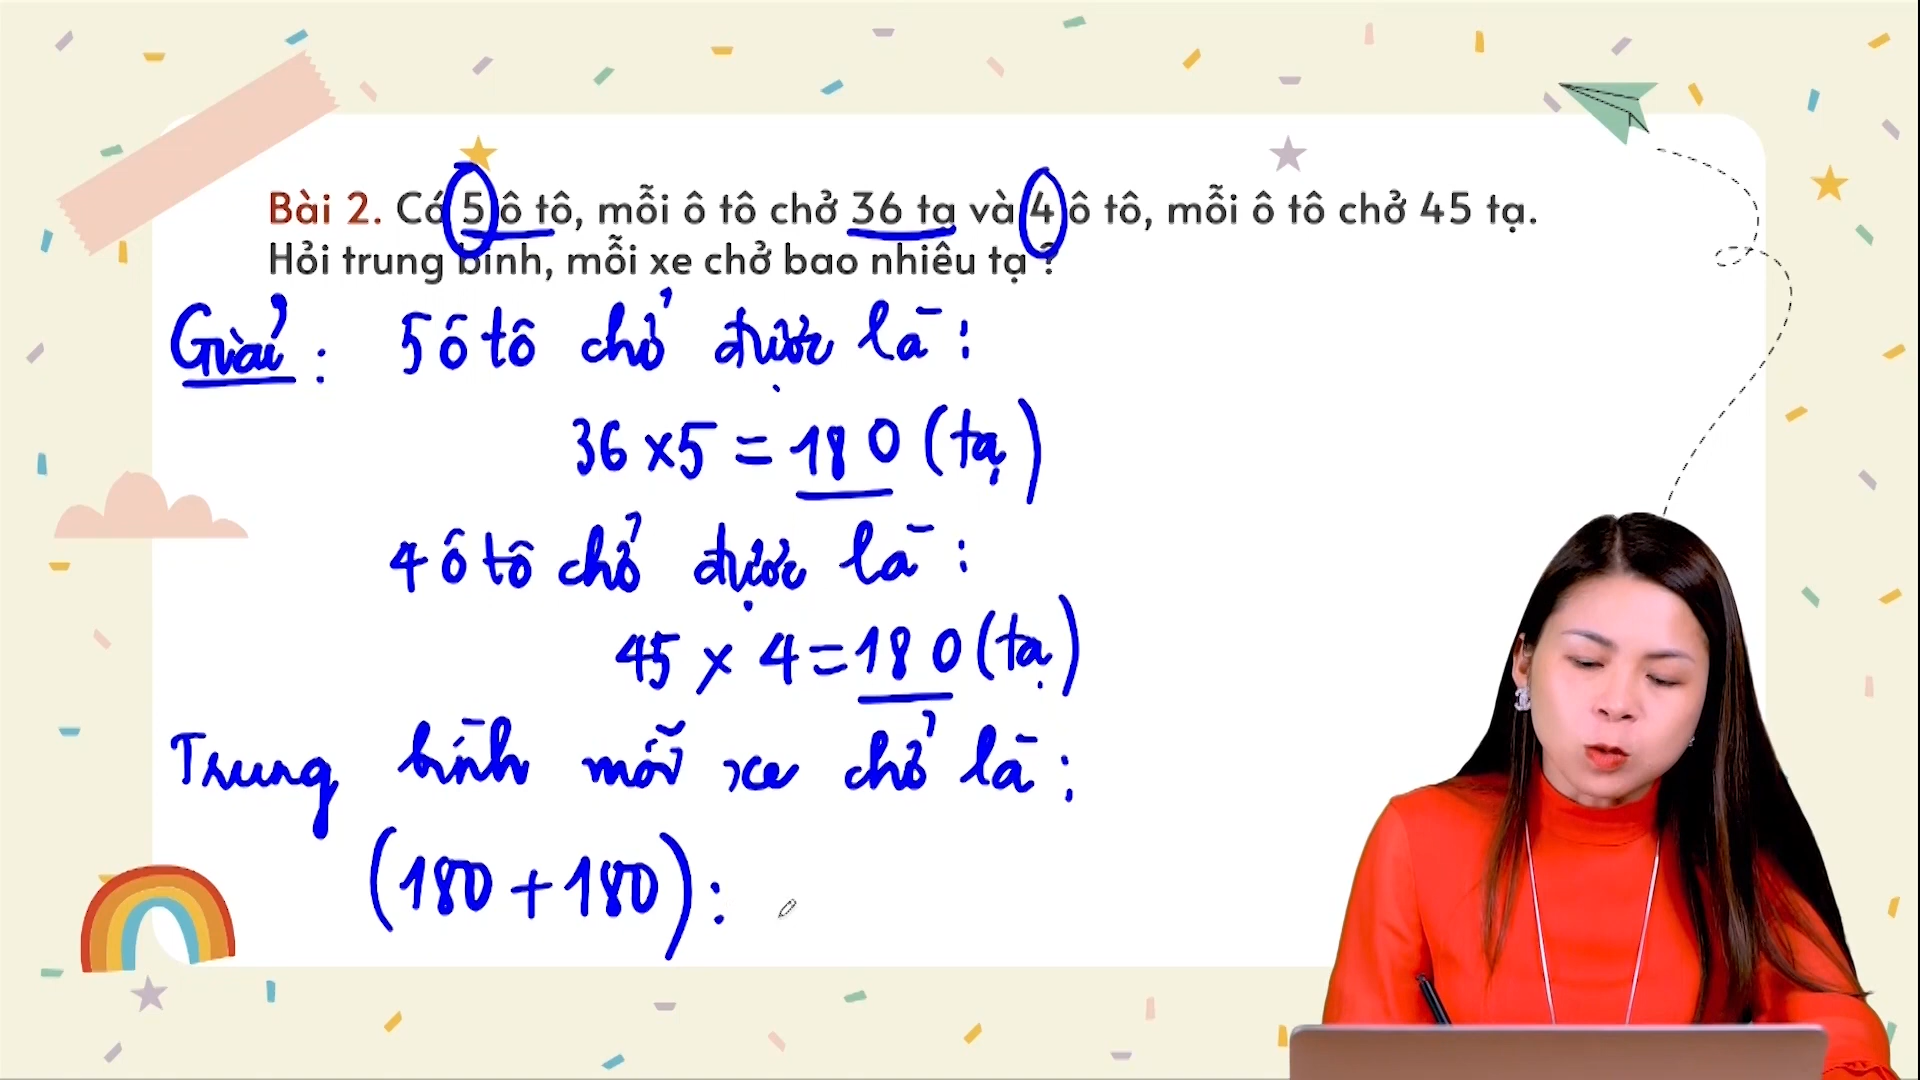 Bài 2. Có 5 ô tô, mỗi ô tô chở 36 tạ và 4 ô tô, mỗi ô tô chở 45 tạ.
Hỏi trung bình, mỗi xe chở bao nhiêu tạ ?
Giải: 5 ô tô chở được là:
36 x 5 = 180 (tạ)
4 ô tô chở được là:
45 x 4 = 180 (tạ)
Trung bình mỗi xe chở là:
(180 + 180) :